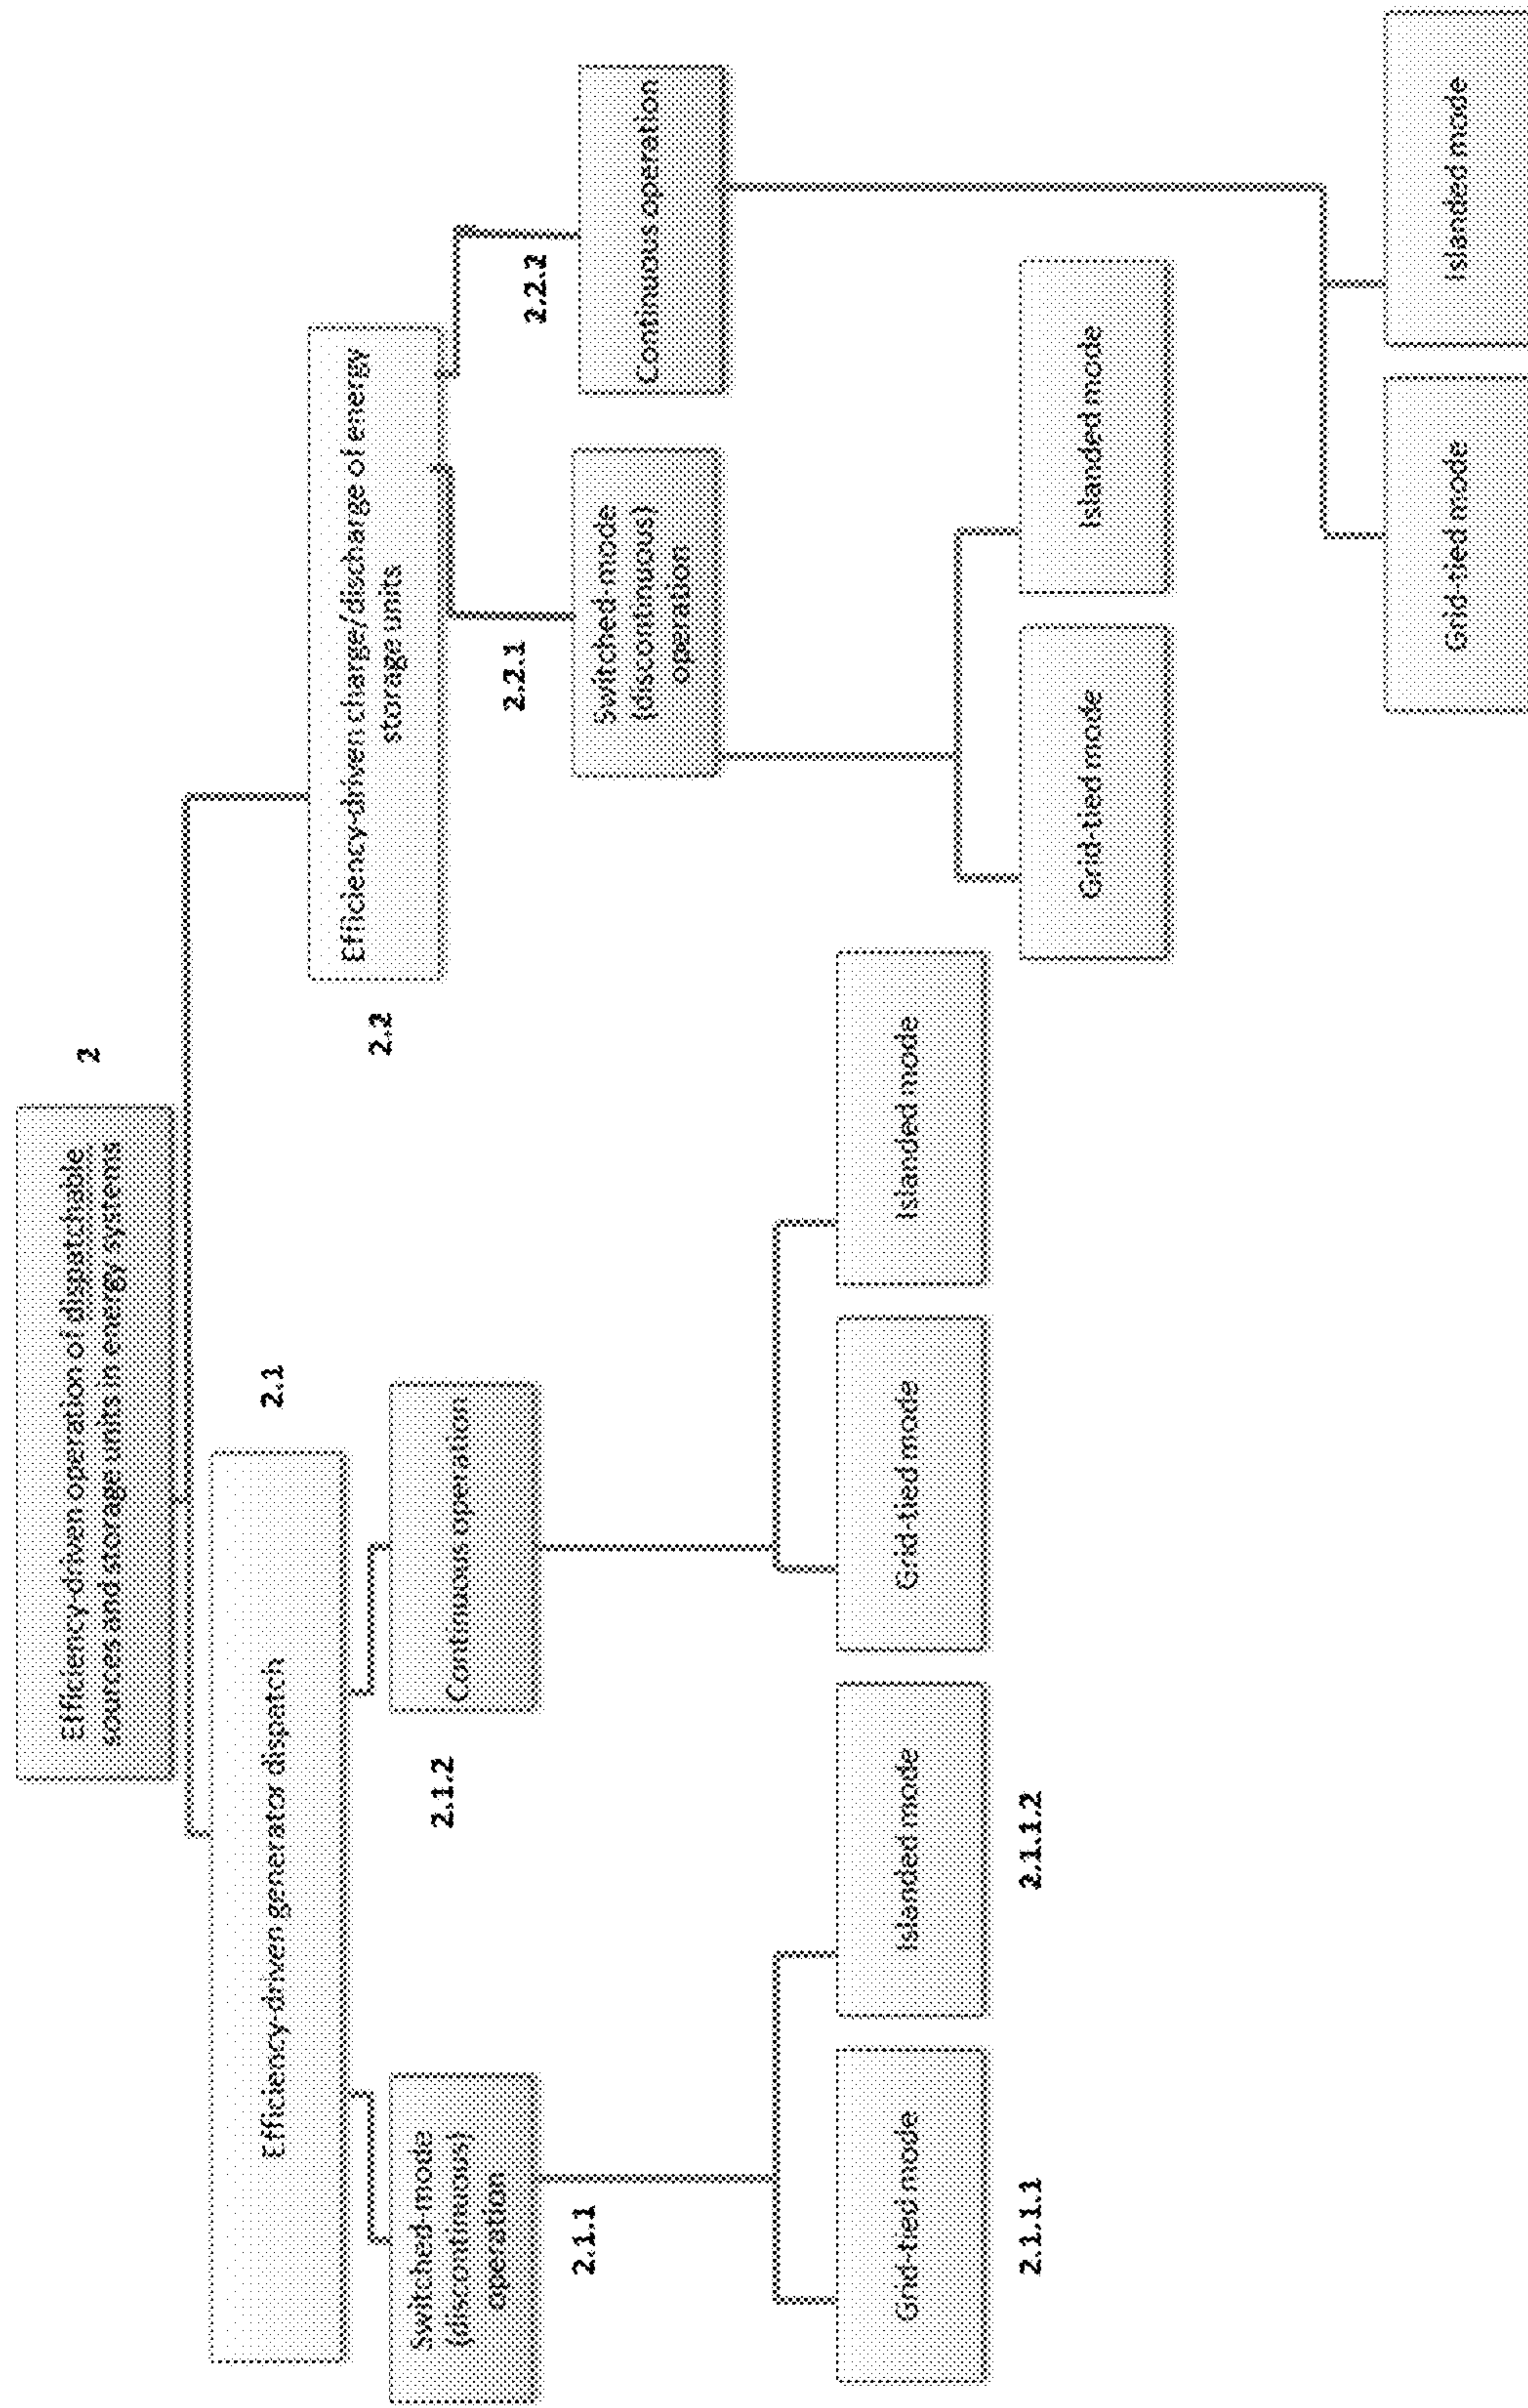 Efficiency-driven operation of dispatchable
sources and storage units in energy systems
2
Efficiency-driven generator dispatch
2.1
Efficiency-driven charge/discharge of energy
storage units
2.2
Switched-mode
(discontinuous)
operation
2.1.1
Continuous operation
2.1.2
Switched-mode
(discontinuous)
operation
2.2.1
Continuous operation
2.2.2
Grid-tied mode
2.1.1.1
Islanded mode
2.1.1.2
Grid-tied mode
Islanded mode
Grid-tied mode
Islanded mode
Grid-tied mode
Islanded mode